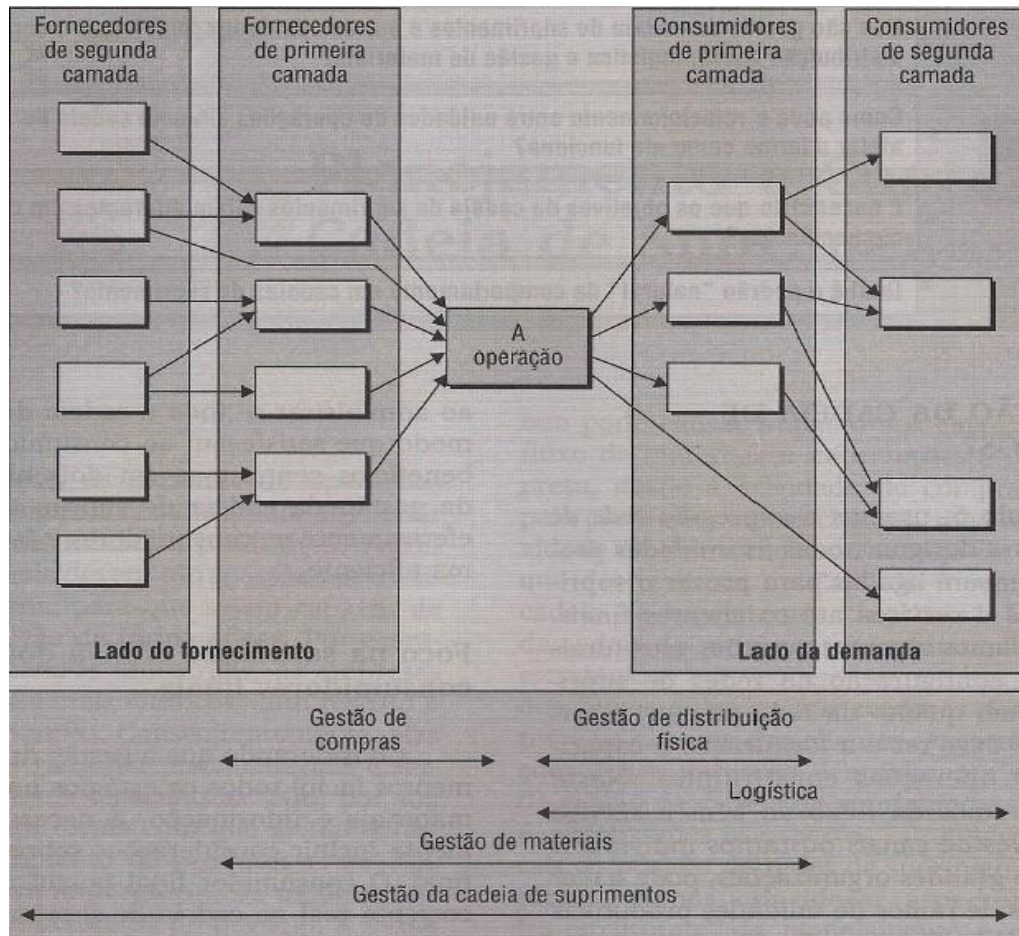 Fornecedores
de segunda
camada
Fornecedores
de primeira
camada
Consumidores
de primeira
camada
Consumidores
de segunda
camada
A
operação
Lado do fornecimento
Lado da demanda
Gestão de
compras
Gestão de distribuição
física
Logística
Gestão de materiais
Gestão da cadeia de suprimentos